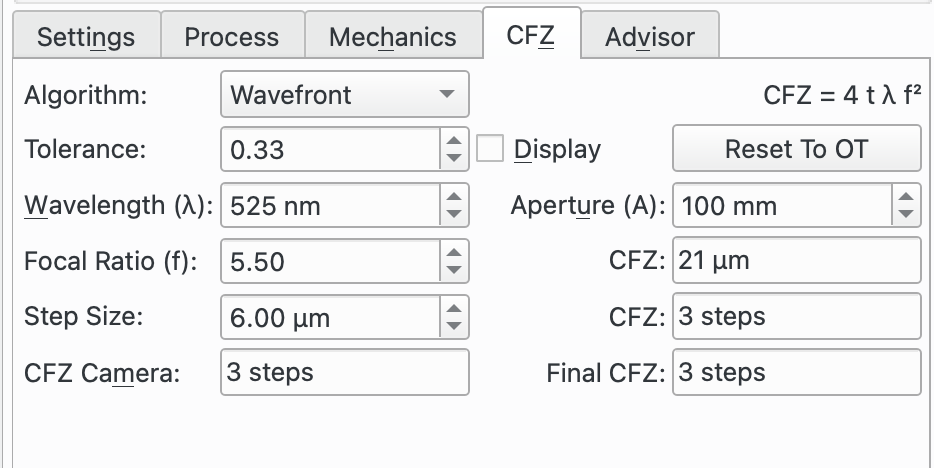 Settings Process Mechanics CFZ Advisor
Algorithm: Wavefront CFZ = 4 t λ f²
Tolerance: 0.33 Display Reset To OT
Wavelength (λ): 525 nm Aperture (A): 100 mm
Focal Ratio (f): 5.50 CFZ: 21 µm
Step Size: 6.00 µm CFZ: 3 steps
CFZ Camera: 3 steps Final CFZ: 3 steps